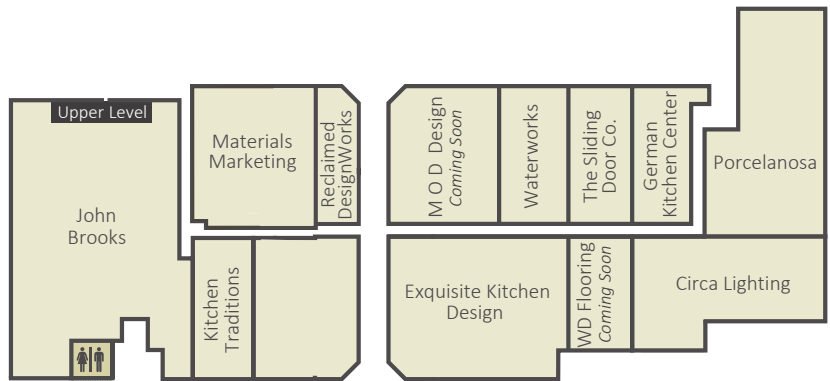 Upper Level
John
Brooks
Materials
Marketing
Reclaimed
DesignWorks
Kitchen
Traditions
M O D Design
Coming Soon
Waterworks
The Sliding
Door Co.
German
Kitchen Center
Porcelanosa
Exquisite Kitchen
Design
WD Flooring
Coming Soon
Circa Lighting